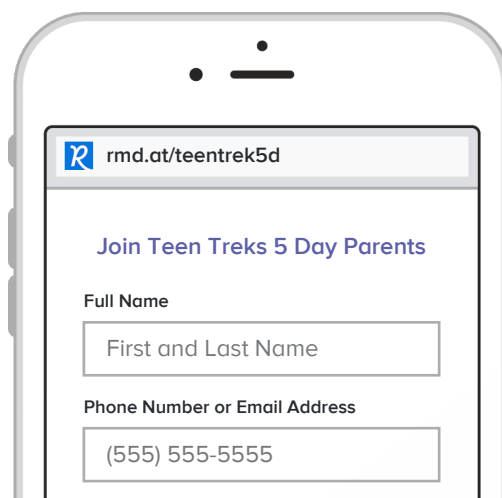 rmd.at/teentrek5d
Join Teen Treks 5 Day Parents
Full Name
First and Last Name
Phone Number or Email Address
(555) 555-5555